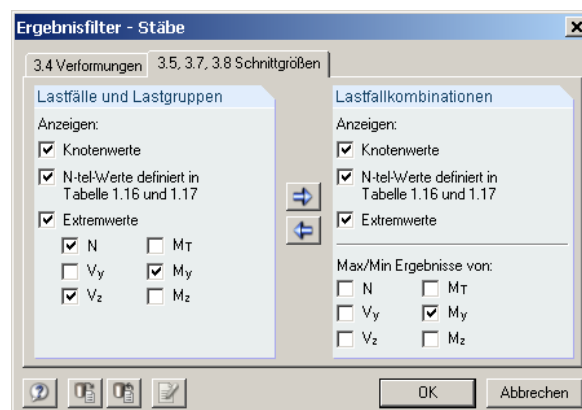 Ergebnisfilter - Stäbe
3.4 Verformungen
3.5, 3.7, 3.8 Schnittgrößen
Lastfälle und Lastgruppen
Anzeigen:
Knotenwerte
N-tel-Werte definiert in
Tabelle 1.16 und 1.17
Extremwerte
N MT
Vy My
Vz Mz
Lastfallkombinationen
Anzeigen:
Knotenwerte
N-tel-Werte definiert in
Tabelle 1.16 und 1.17
Extremwerte
Max/Min Ergebnisse von:
N MT
Vy My
Vz Mz
OK
Abbrechen